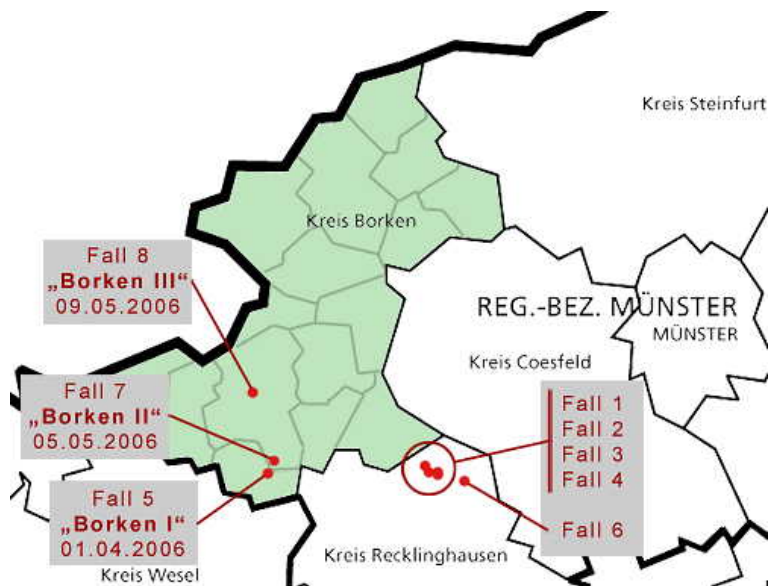 Kreis Steinfurt
Kreis Borken
Fall 8
„Borken III“
09.05.2006
REG.-BEZ. MÜNSTER
MÜNSTER
Kreis Coesfeld
Fall 7
„Borken II“
05.05.2006
Fall 1
Fall 2
Fall 3
Fall 4
Fall 5
„Borken I“
01.04.2006
Fall 6
Kreis Recklinghausen
Kreis Wesel